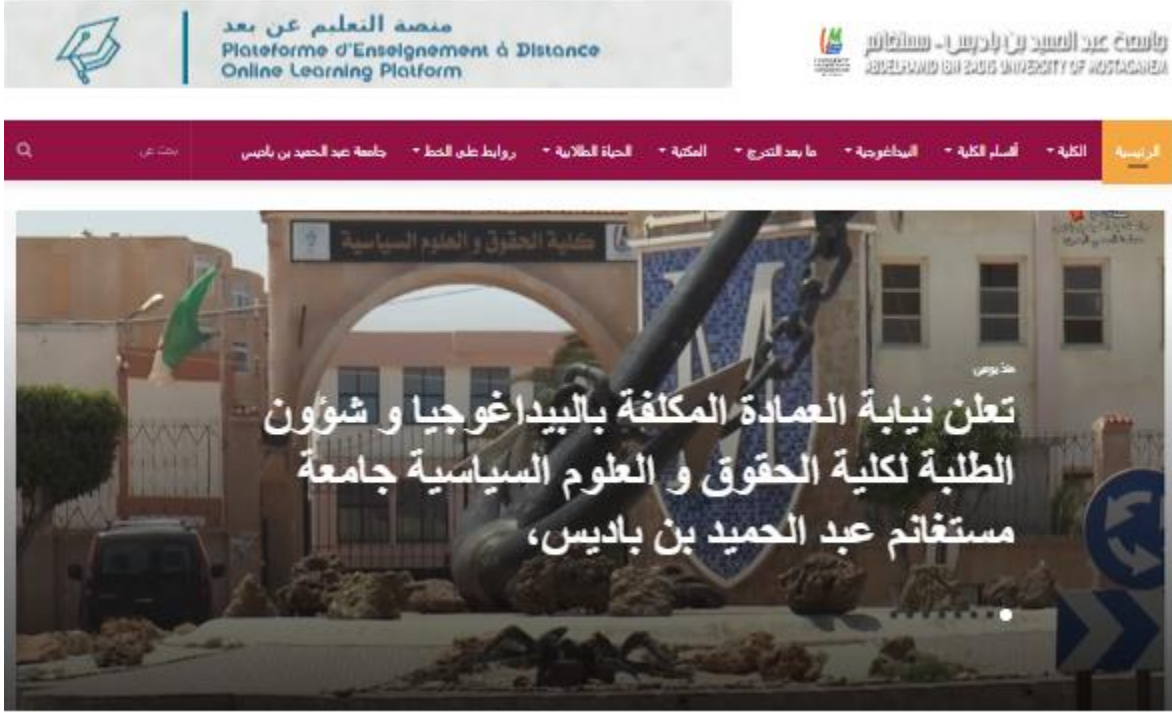 منصة التعليم عن بعد
Plateforme d'Enseignement à Distance
Online Learning Platform
جامعة عبد الحميد بن باديس - مستغانم
ABDELHAMID IBN BADIS UNIVERSITY OF MOSTAGANEM
الرئيسية الكلية أقسام الكلية البيداغوجية ما بعد التدرج المكتبة الحياة الطلابية روابط على الخط جامعة عبد الحميد بن باديس بحث عن
كلية الحقوق و العلوم السياسية
منذ يومين
تعلن نيابة العمادة المكلفة بالبيداغوجيا و شؤون
الطلبة لكلية الحقوق و العلوم السياسية جامعة
مستغانم عبد الحميد بن باديس،